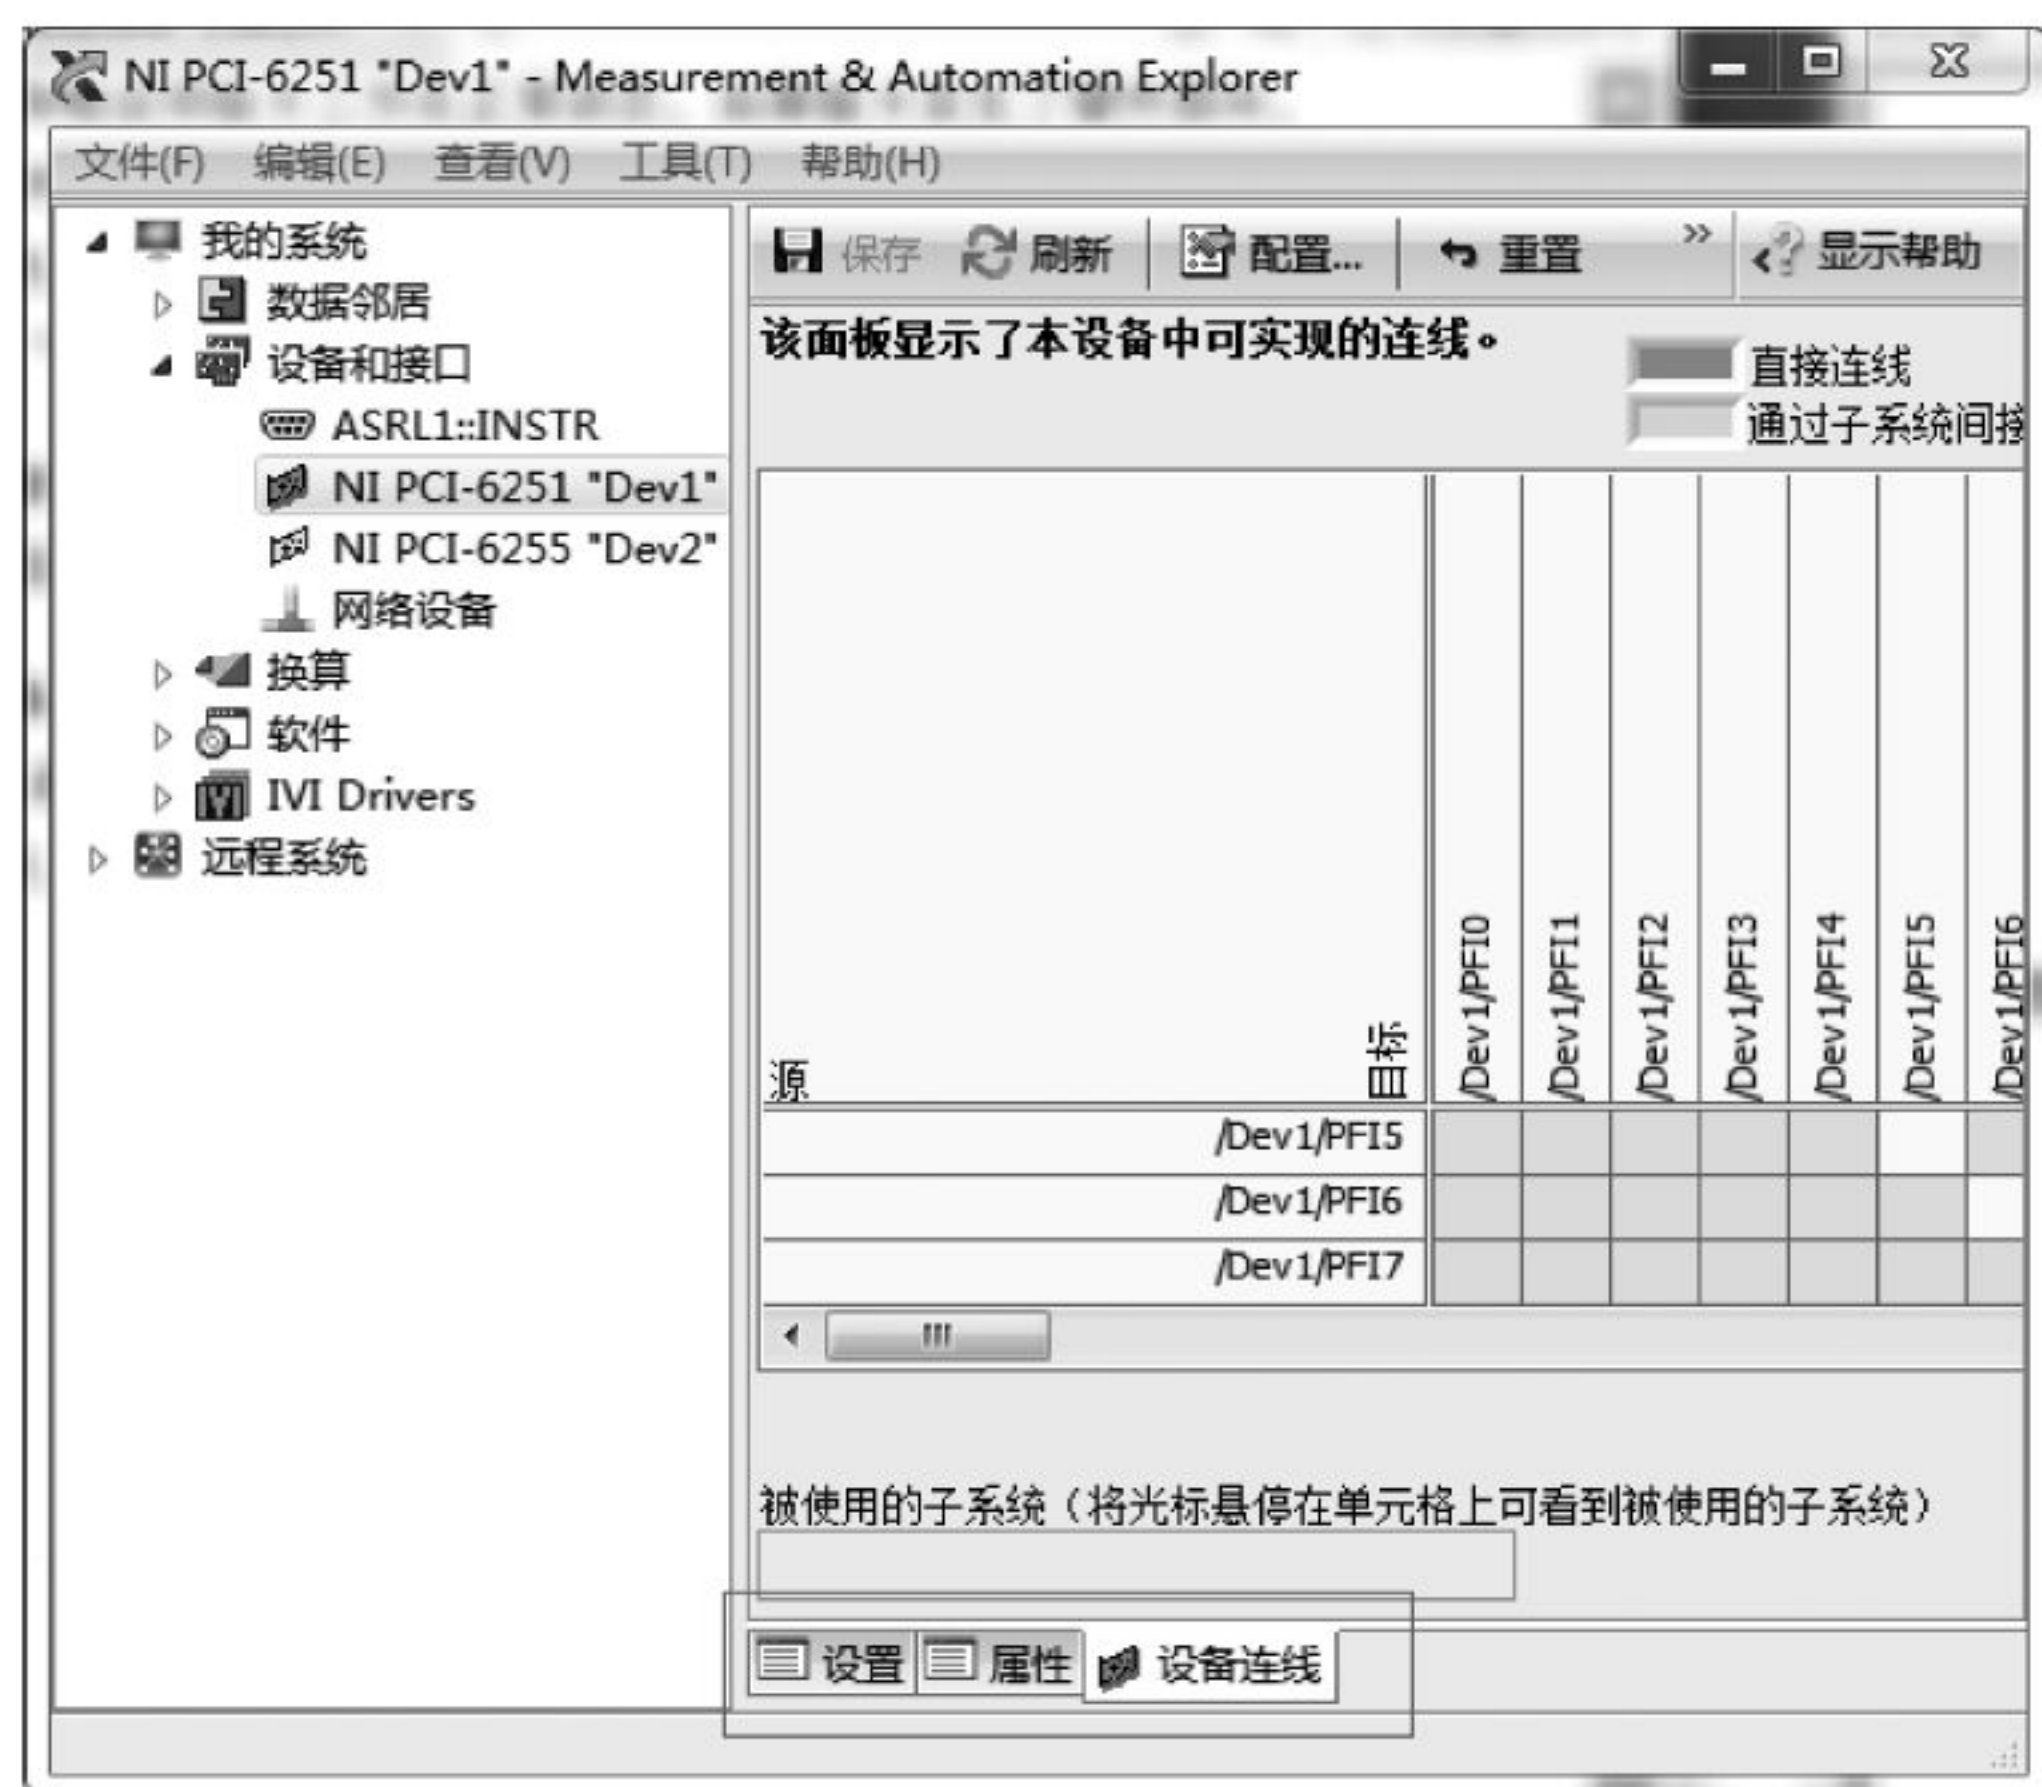 NI PCI-6251 "Dev1" - Measurement & Automation Explorer
文件(F) 编辑(E) 查看(V) 工具(T) 帮助(H)
我的系统
数据邻居
设备和接口
ASRL1::INSTR
NI PCI-6251 "Dev1"
NI PCI-6255 "Dev2"
网络设备
换算
软件
IVI Drivers
远程系统
保存 刷新 配置... 重置 » 显示帮助
该面板显示了本设备中可实现的连线。
直接连线
通过子系统间接
源
目标
/Dev1/PFI0
/Dev1/PFI1
/Dev1/PFI2
/Dev1/PFI3
/Dev1/PFI4
/Dev1/PFI5
/Dev1/PFI6
/Dev1/PFI5
/Dev1/PFI6
/Dev1/PFI7
被使用的子系统（将光标悬停在单元格上可看到被使用的子系统）
设置 属性 设备连线